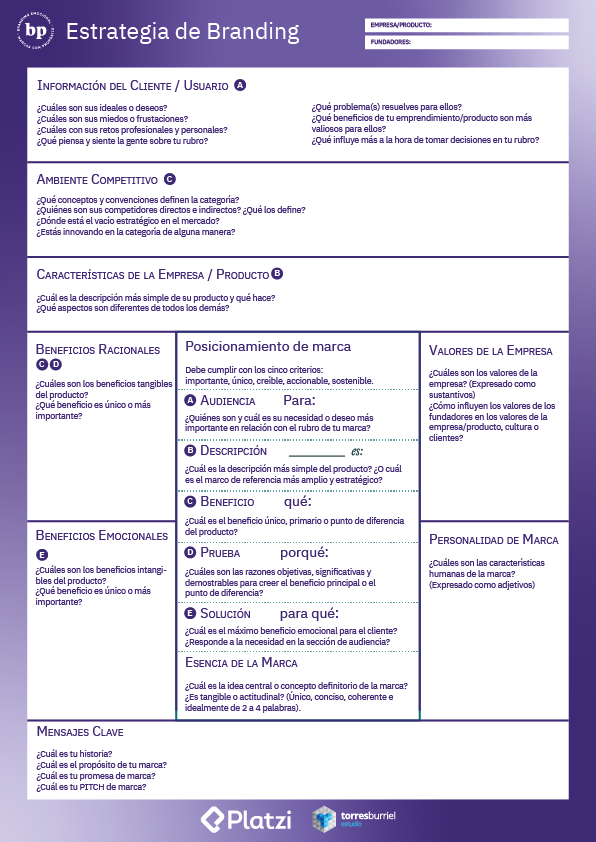 BRANDING EMOCIONAL
bp
MARCAS CON PROPÓSITO
Estrategia de Branding
EMPRESA/PRODUCTO:
FUNDADORES:
INFORMACIÓN DEL CLIENTE / USUARIO A
¿Cuáles son sus ideales o deseos?
¿Cuáles son sus miedos o frustaciones?
¿Cuáles con sus retos profesionales y personales?
¿Qué piensa y siente la gente sobre tu rubro?
¿Qué problema(s) resuelves para ellos?
¿Qué beneficios de tu emprendimiento/producto son más
valiosos para ellos?
¿Qué influye más a la hora de tomar decisiones en tu rubro?
AMBIENTE COMPETITIVO C
¿Qué conceptos y convenciones definen la categoría?
¿Quiénes son sus competidores directos e indirectos? ¿Qué los define?
¿Dónde está el vacío estratégico en el mercado?
¿Estás innovando en la categoría de alguna manera?
CARACTERÍSTICAS DE LA EMPRESA / PRODUCTO B
¿Cuál es la descripción más simple de su producto y qué hace?
¿Qué aspectos son diferentes de todos los demás?
BENEFICIOS RACIONALES
C D
¿Cuáles son los beneficios tangibles
del producto?
¿Qué beneficio es único o más
importante?
BENEFICIOS EMOCIONALES
E
¿Cuáles son los beneficios intangi-
bles del producto?
¿Qué beneficio es único o más
importante?
Posicionamiento de marca
Debe cumplir con los cinco criterios:
importante, único, creíble, accionable, sostenible.
A AUDIENCIA Para:
¿Quiénes son y cuál es su necesidad o deseo más
importante en relación con el rubro de tu marca?
B DESCRIPCIÓN ________ es:
¿Cuál es la descripción más simple del producto? ¿O cuál
es el marco de referencia más amplio y estratégico?
C BENEFICIO qué:
¿Cuál es el beneficio único, primario o punto de diferencia
del producto?
D PRUEBA porqué:
¿Cuáles son las razones objetivas, significativas y
demostrables para creer el beneficio principal o el
punto de diferencia?
E SOLUCIÓN para qué:
¿Cuál es el máximo beneficio emocional para el cliente?
¿Responde a la necesidad en la sección de audiencia?
ESENCIA DE LA MARCA
¿Cuál es la idea central o concepto definitorio de la marca?
¿Es tangible o actitudinal? (Único, conciso, coherente e
idealmente de 2 a 4 palabras).
VALORES DE LA EMPRESA
¿Cuáles son los valores de la
empresa? (Expresado como
sustantivos)
¿Cómo influyen los valores de los
fundadores en los valores de la
empresa/producto, cultura o
clientes?
PERSONALIDAD DE MARCA
¿Cuáles son las características
humanas de la marca?
(Expresado como adjetivos)
MENSAJES CLAVE
¿Cuál es tu historia?
¿Cuál es el propósito de tu marca?
¿Cuál es tu promesa de marca?
¿Cuál es tu PITCH de marca?
Platzi
torresburriel
estudio